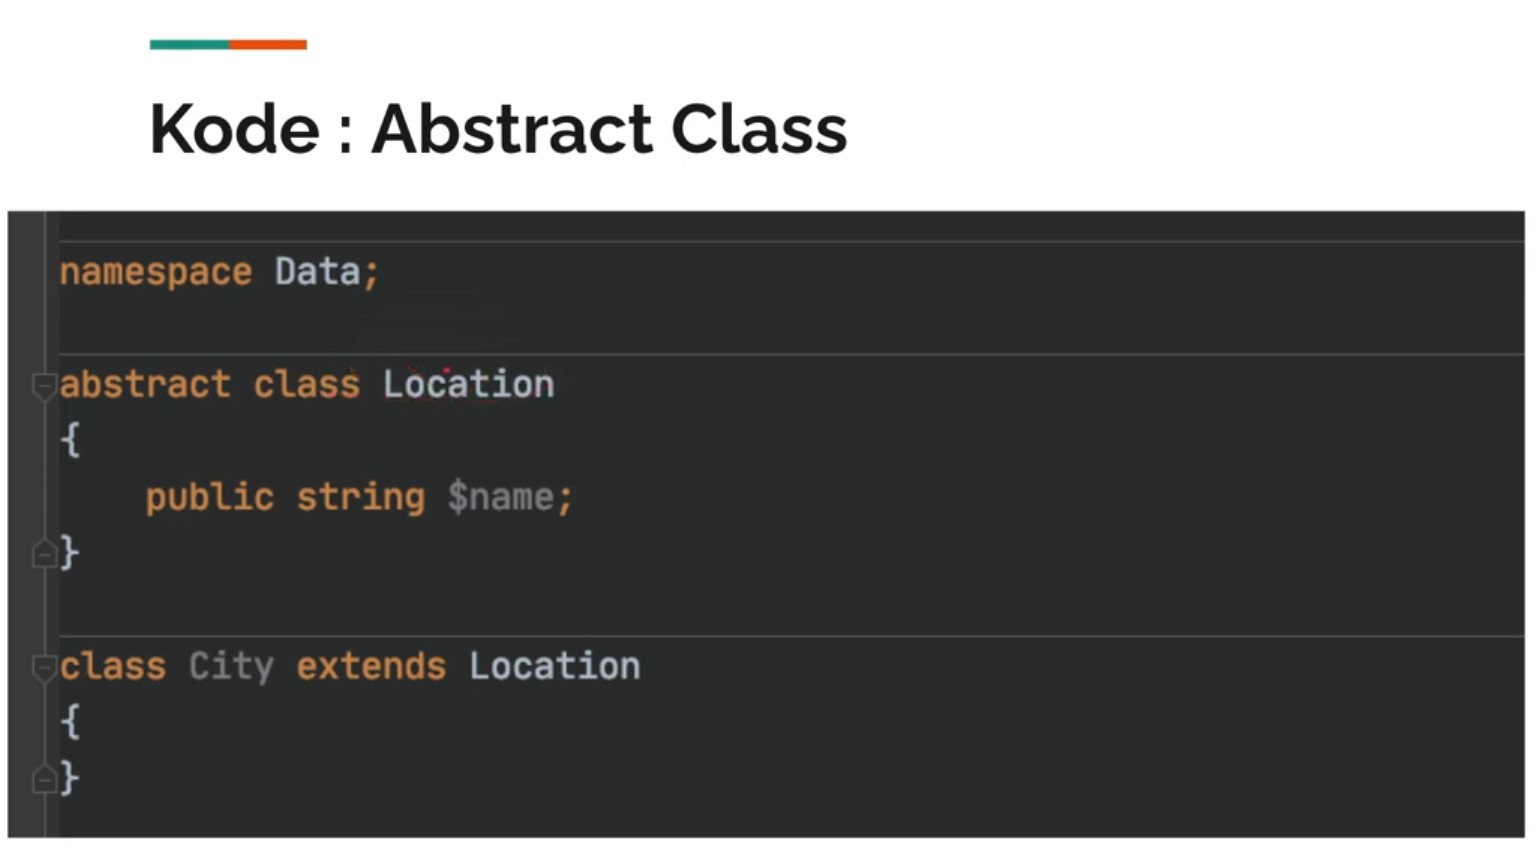 Kode : Abstract Class
namespace Data;
abstract class Location
{
public string $name;
}
class City extends Location
{
}